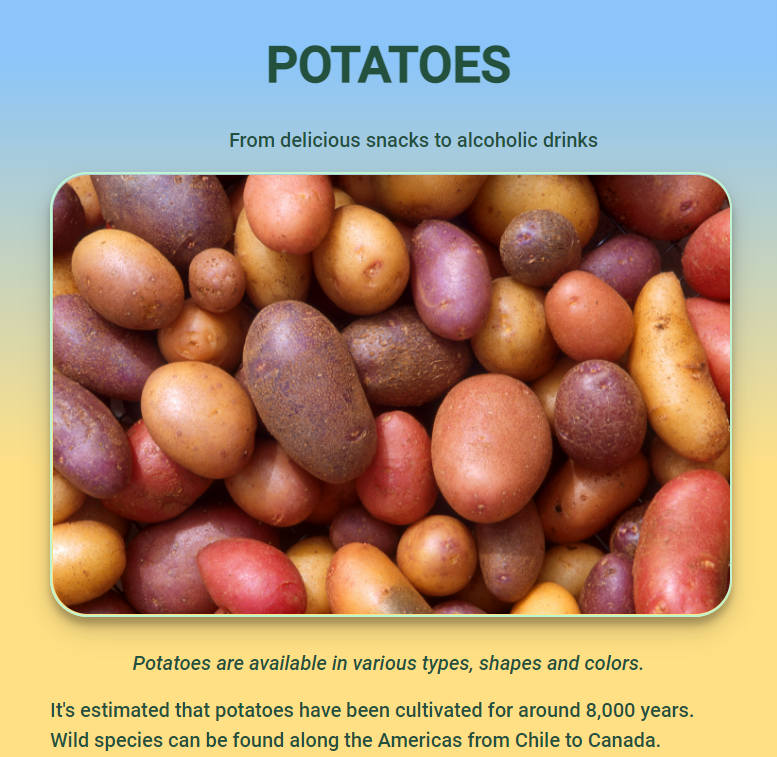 POTATOES
From delicious snacks to alcoholic drinks
Potatoes are available in various types, shapes and colors.
It's estimated that potatoes have been cultivated for around 8,000 years.
Wild species can be found along the Americas from Chile to Canada.